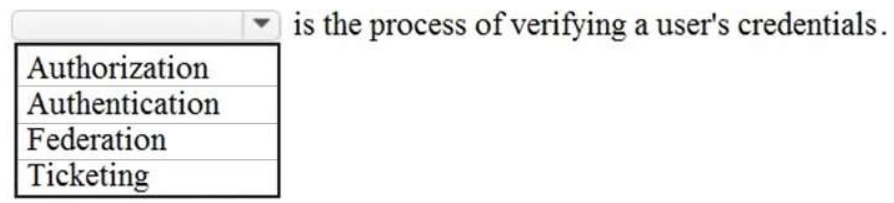 is the process of verifying a user's credentials.
Authorization
Authentication
Federation
Ticketing